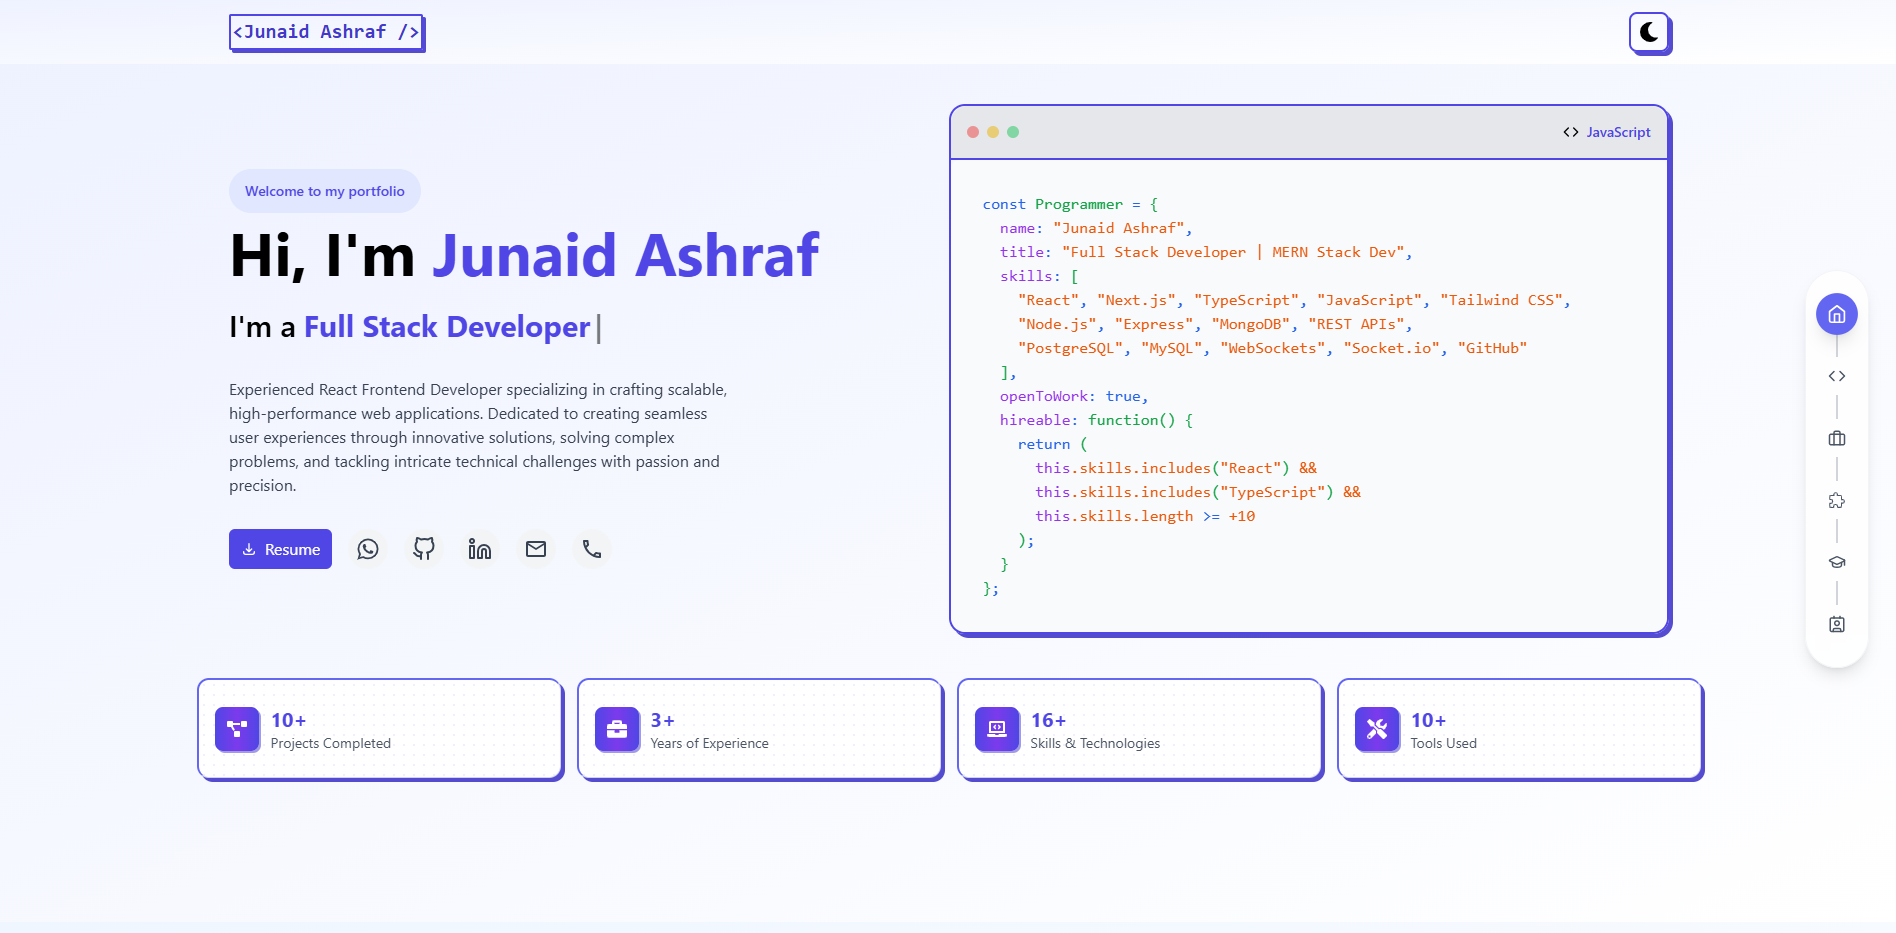 <Junaid Ashraf />
Welcome to my portfolio
Hi, I'm Junaid Ashraf
I'm a Full Stack Developer|
Experienced React Frontend Developer specializing in crafting scalable,
high-performance web applications. Dedicated to creating seamless
user experiences through innovative solutions, solving complex
problems, and tackling intricate technical challenges with passion and
precision.
Resume
JavaScript
const Programmer = {
  name: "Junaid Ashraf",
  title: "Full Stack Developer | MERN Stack Dev",
  skills: [
    "React", "Next.js", "TypeScript", "JavaScript", "Tailwind CSS",
    "Node.js", "Express", "MongoDB", "REST APIs",
    "PostgreSQL", "MySQL", "WebSockets", "Socket.io", "GitHub"
  ],
  openToWork: true,
  hireable: function() {
    return (
      this.skills.includes("React") &&
      this.skills.includes("TypeScript") &&
      this.skills.length >= +10
    );
  }
};
10+
Projects Completed
3+
Years of Experience
16+
Skills & Technologies
10+
Tools Used